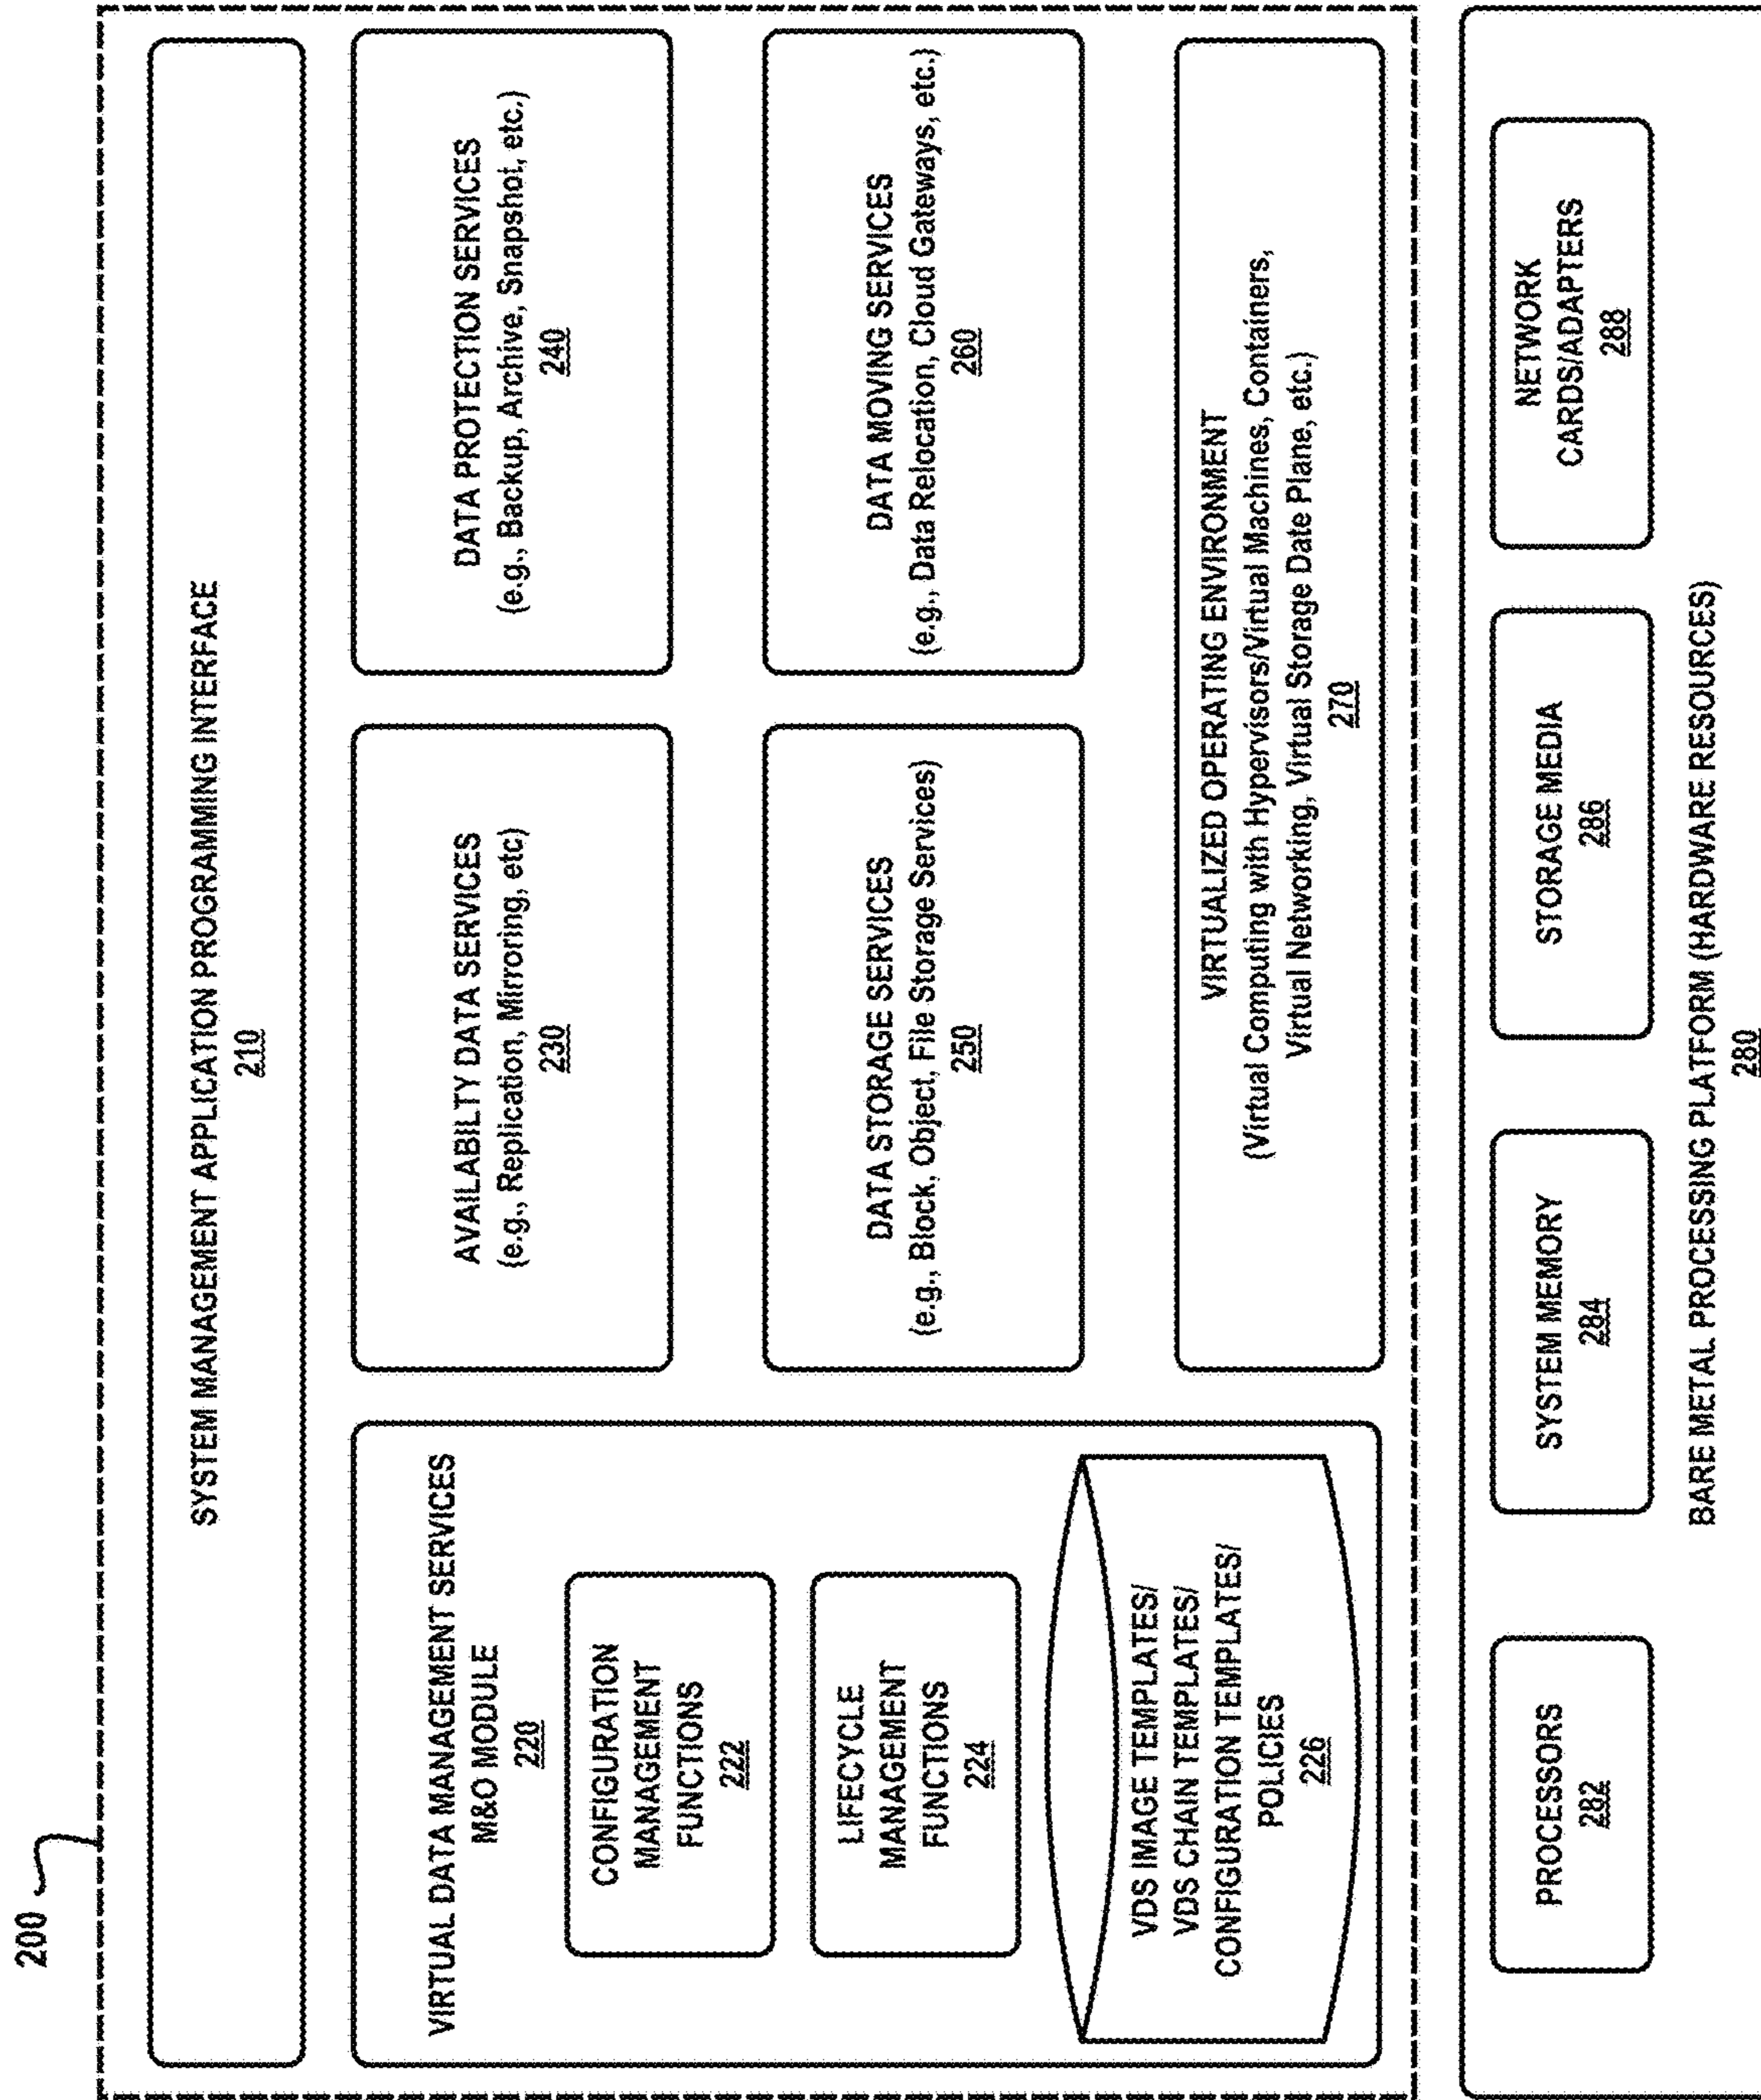 200
SYSTEM MANAGEMENT APPLICATION PROGRAMMING INTERFACE
210
VIRTUAL DATA MANAGEMENT SERVICES
M&O MODULE
220
CONFIGURATION
MANAGEMENT
FUNCTIONS
222
LIFECYCLE
MANAGEMENT
FUNCTIONS
224
VDS IMAGE TEMPLATES/
VDS CHAIN TEMPLATES/
CONFIGURATION TEMPLATES/
POLICIES
226
AVAILABILTY DATA SERVICES
(e.g., Replication, Mirroring, etc)
230
DATA PROTECTION SERVICES
(e.g., Backup, Archive, Snapshot, etc.)
240
DATA STORAGE SERVICES
(e.g., Block, Object, File Storage Services)
250
DATA MOVING SERVICES
(e.g., Data Relocation, Cloud Gateways, etc.)
260
VIRTUALIZED OPERATING ENVIRONMENT
(Virtual Computing with Hypervisors/Virtual Machines, Containers,
Virtual Networking, Virtual Storage Date Plane, etc.)
270
PROCESSORS
282
SYSTEM MEMORY
284
STORAGE MEDIA
286
NETWORK
CARDS/ADAPTERS
288
BARE METAL PROCESSING PLATFORM (HARDWARE RESOURCES)
280